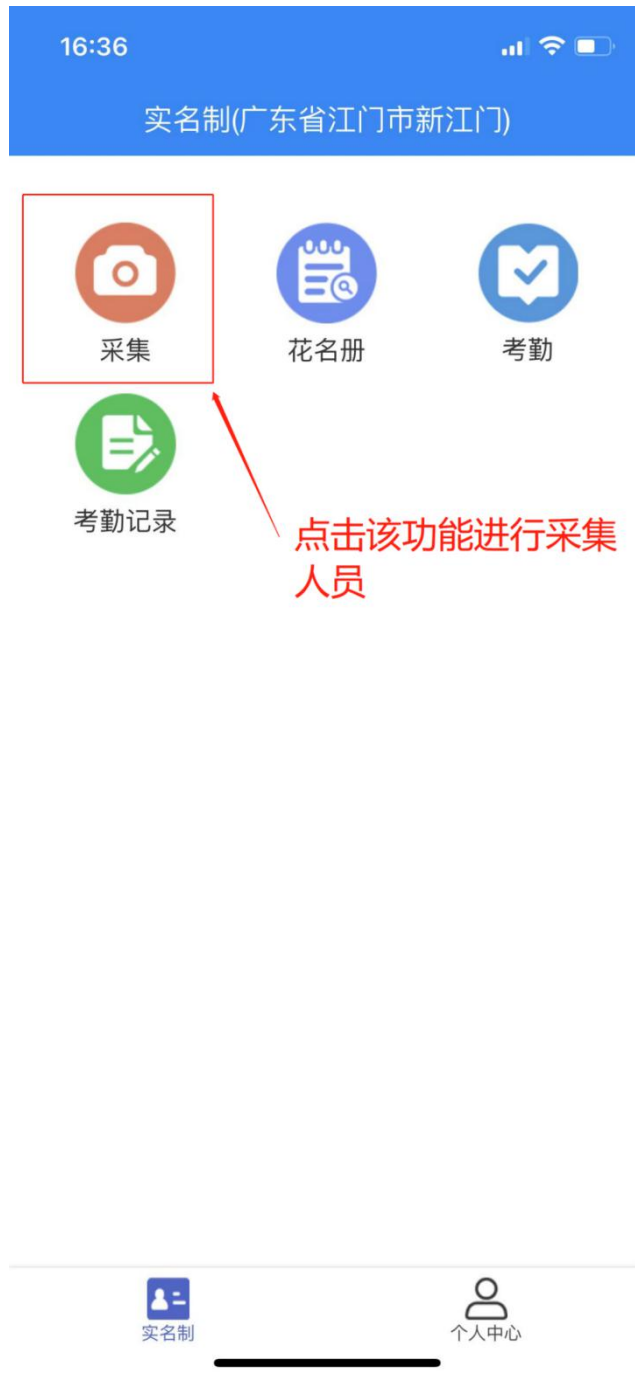 16:36
实名制(广东省江门市新江门)
采集
花名册
考勤
考勤记录
点击该功能进行采集
人员
实名制
个人中心